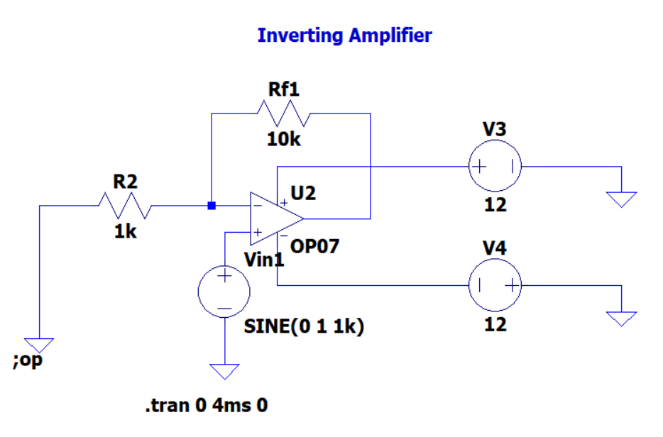 Inverting Amplifier
Rf1
10k
V3
12
R2
1k
U2
OP07
Vin1
SINE(0 1 1k)
V4
12
;op
.tran 0 4ms 0